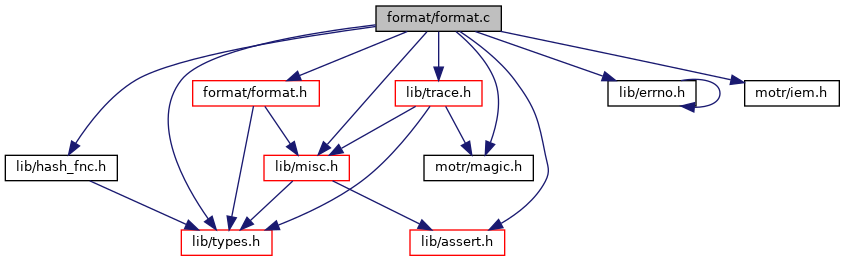 format/format.c
format/format.h
lib/trace.h
lib/errno.h
motr/iem.h
lib/hash_fnc.h
lib/misc.h
motr/magic.h
lib/types.h
lib/assert.h